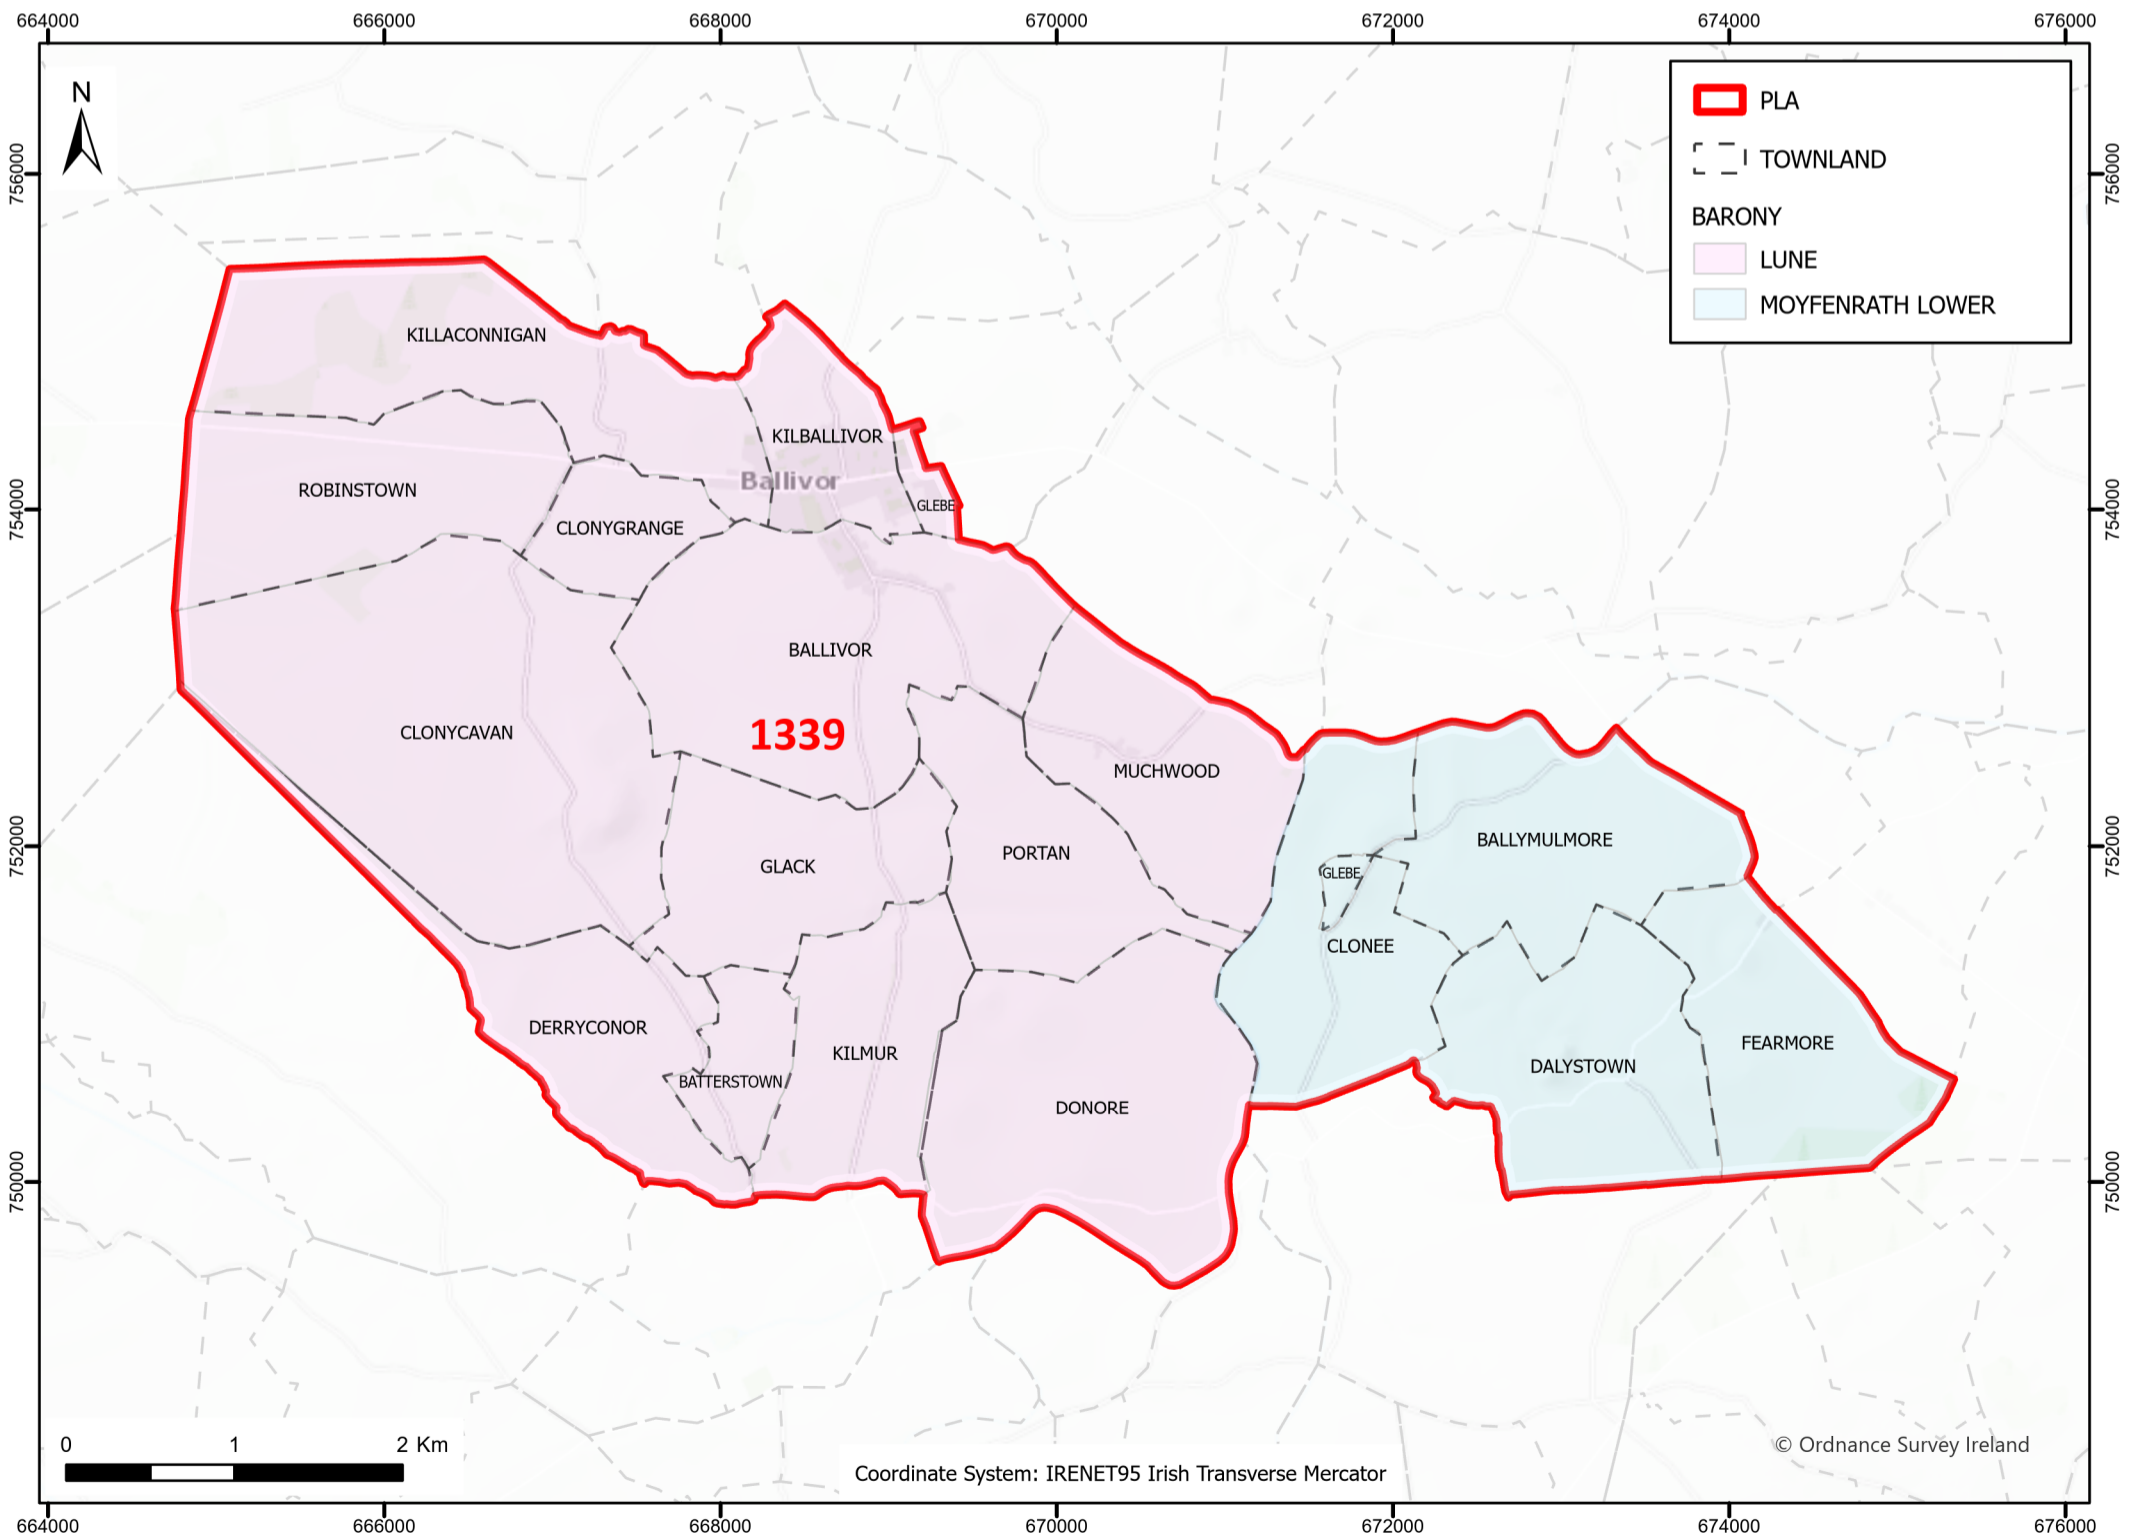 664000 666000 668000 670000 672000 674000 676000
N
PLA
TOWNLAND
BARONY
LUNE
MOYFENRATH LOWER
756000 756000
KILLACONNIGAN
KILBALLIVOR
Ballivor
ROBINSTOWN
GLEBE
754000 754000
CLONYGRANGE
BALLIVOR
CLONYCAVAN
1339
MUCHWOOD
BALLYMULMORE
752000 752000
PORTAN
GLACK
GLEBE
CLONEE
DERRYCONOR
FEARMORE
KILMUR
DALYSTOWN
BATTERSTOWN
DONORE
750000 750000
0 1 2 Km
© Ordnance Survey Ireland
Coordinate System: IRENET95 Irish Transverse Mercator
664000 666000 668000 670000 672000 674000 676000